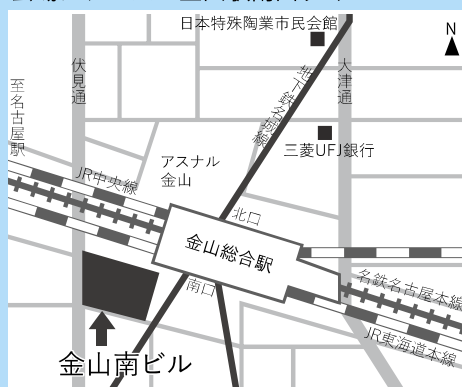 日本特殊陶業市民会館
N
伏見通
大津通
至名古屋駅
地下鉄名城線
三菱UFJ銀行
アスナル
金山
JR中央線
北口
金山総合駅
南口
名鉄名古屋本線
JR東海道本線
金山南ビル